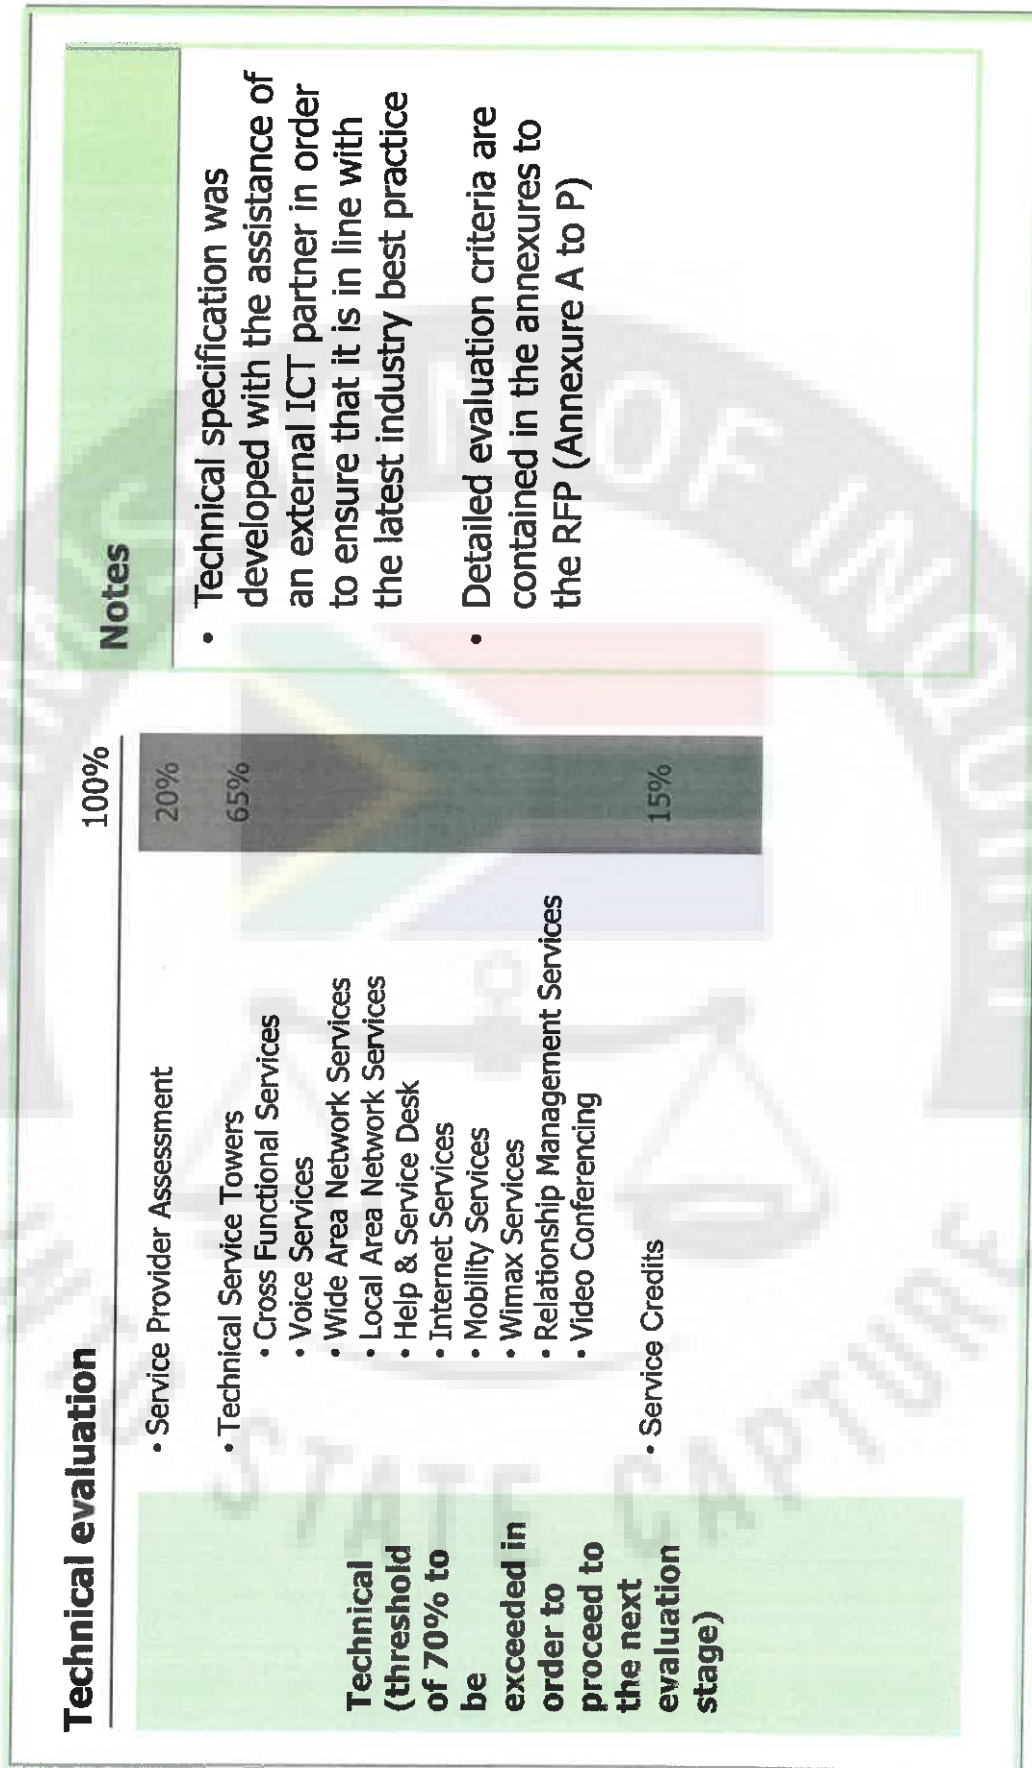 Technical evaluation
100%
Technical
(threshold
of 70% to
be
exceeded in
order to
proceed to
the next
evaluation
stage)
• Service Provider Assessment
20%
• Technical Service Towers
65%
• Cross Functional Services
• Voice Services
• Wide Area Network Services
• Local Area Network Services
• Help & Service Desk
• Internet Services
• Mobility Services
• Wimax Services
• Relationship Management Services
• Video Conferencing
• Service Credits
15%
Notes
• Technical specification was
developed with the assistance of
an external ICT partner in order
to ensure that it is in line with
the latest industry best practice
• Detailed evaluation criteria are
contained in the annexures to
the RFP (Annexure A to P)
OF
STATE CAPTURE